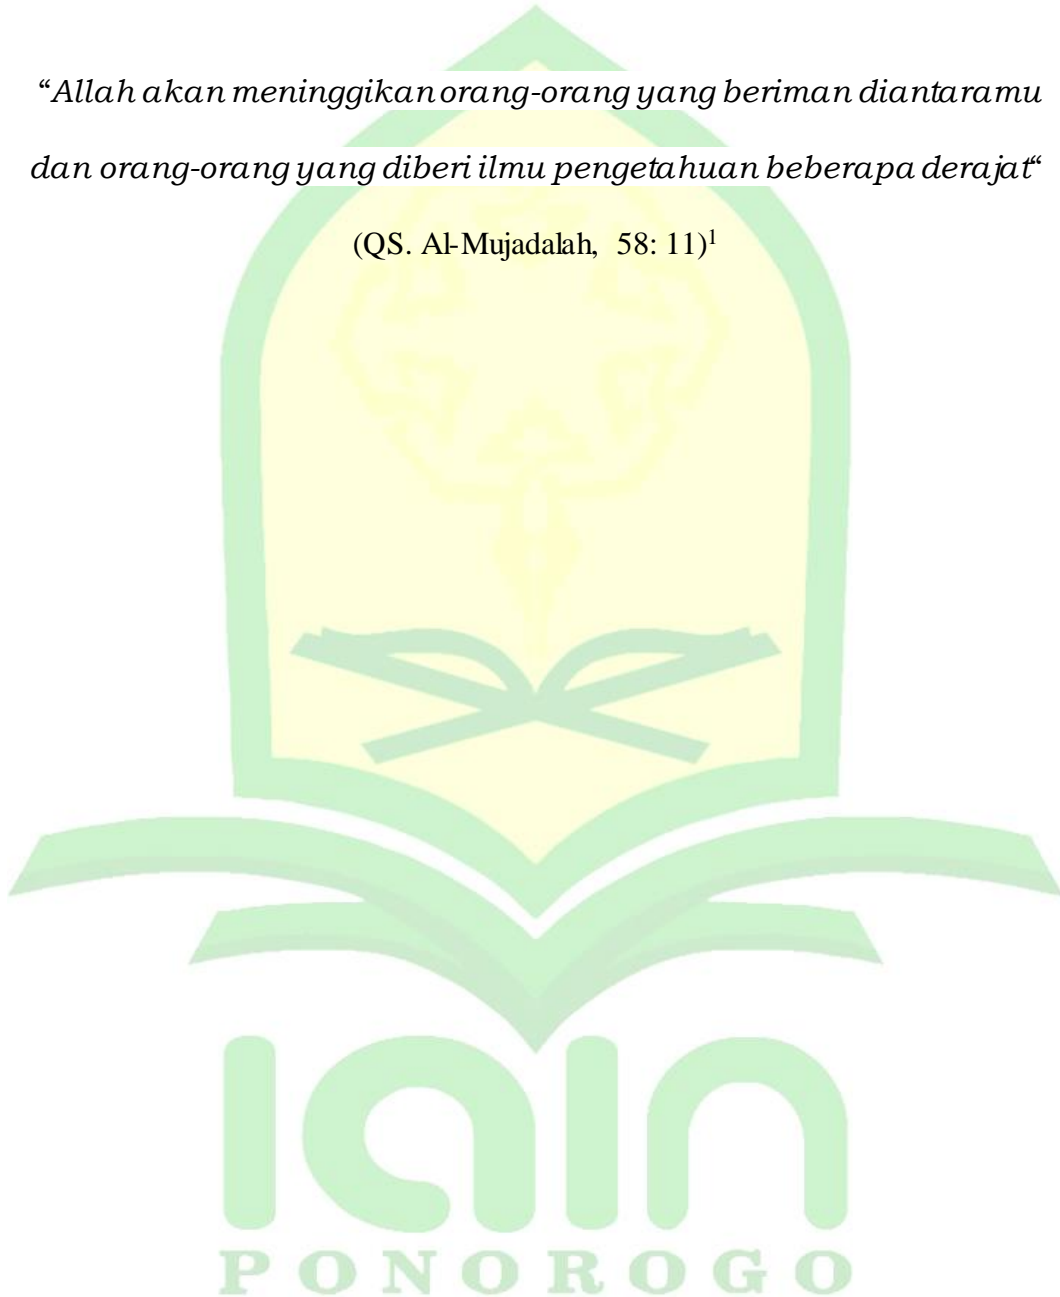 “Allah akan meninggikan orang-orang yang beriman diantaramu
dan orang-orang yang diberi ilmu pengetahuan beberapa derajat“
(QS. Al-Mujadalah, 58: 11)¹
iain
PONOROGO